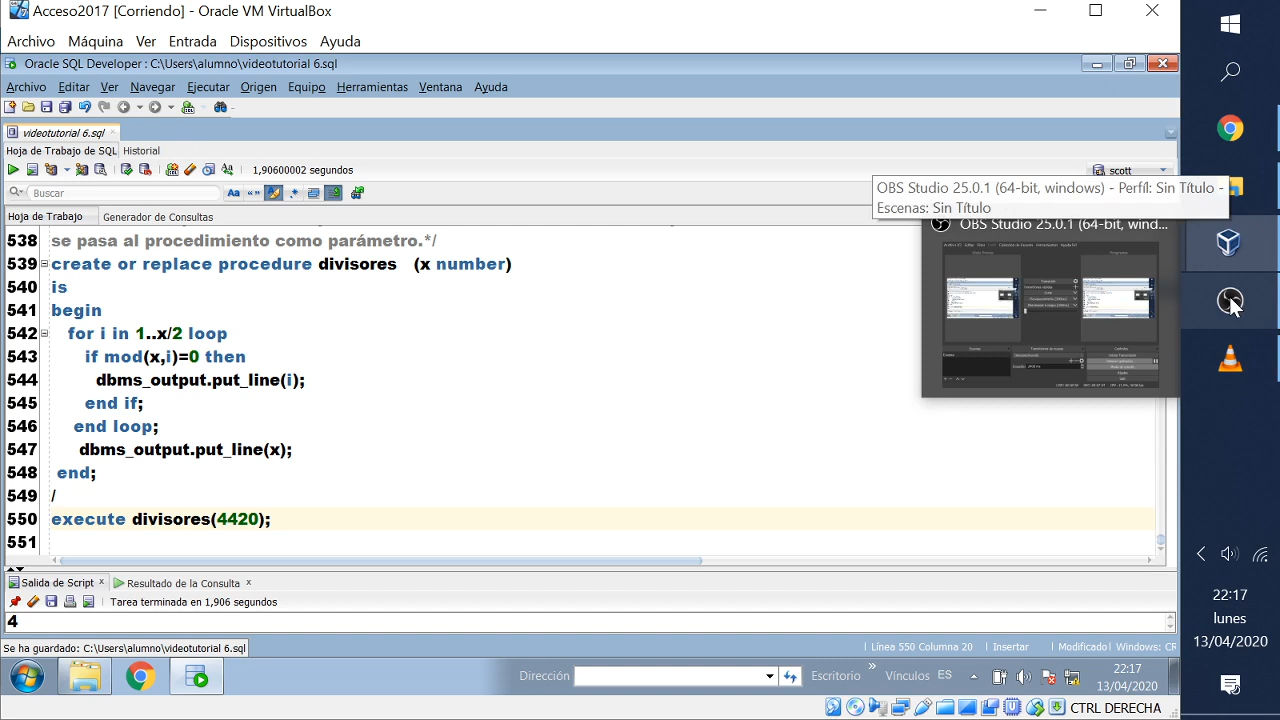 Acceso2017 [Corriendo] - Oracle VM VirtualBox
Archivo Máquina Ver Entrada Dispositivos Ayuda
Oracle SQL Developer : C:\Users\alumno\videotutorial 6.sql
Archivo Editar Ver Navegar Ejecutar Origen Equipo Herramientas Ventana Ayuda
videotutorial 6.sql
Hoja de Trabajo de SQL Historial
1,90600002 segundos
scott
Buscar
OBS Studio 25.0.1 (64-bit, windows) - Perfil: Sin Título -
Escenas: Sin Título
Hoja de Trabajo Generador de Consultas
OBS Studio 25.0.1 (64-bit, wind...
538 se pasa al procedimiento como parámetro.*/
539 create or replace procedure divisores (x number)
540 is
541 begin
542 for i in 1..x/2 loop
543 if mod(x,i)=0 then
544 dbms_output.put_line(i);
545 end if;
546 end loop;
547 dbms_output.put_line(x);
548 end;
549 /
550 execute divisores(4420);
551
Salida de Script Resultado de la Consulta
Tarea terminada en 1,906 segundos
4
Se ha guardado: C:\Users\alumno\videotutorial 6.sql
Línea 550 Columna 20 Insertar Modificado Windows: CR
Dirección Escritorio Vínculos ES
22:17
13/04/2020
CTRL DERECHA
22:17
lunes
13/04/2020